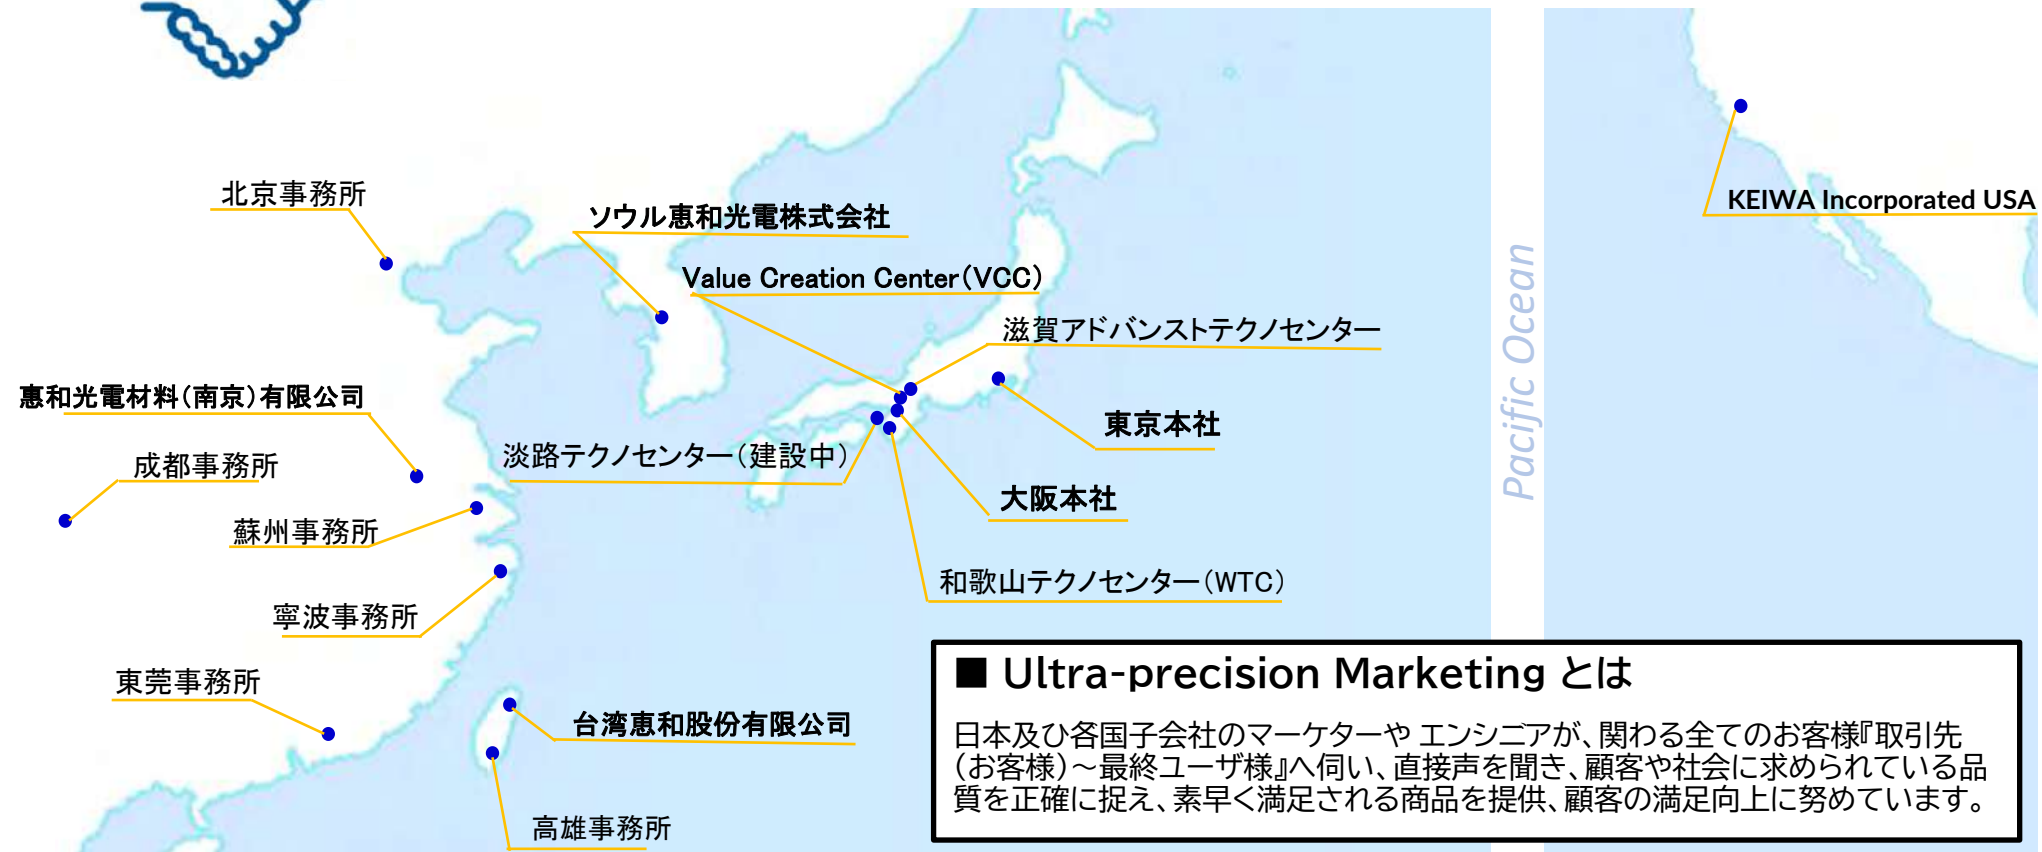 北京事務所
ソウル恵和光電株式会社
KEIWA Incorporated USA
Value Creation Center(VCC)
滋賀アドバンストテクノセンター
Pacific Ocean
惠和光電材料(南京)有限公司
東京本社
淡路テクノセンター(建設中)
成都事務所
大阪本社
蘇州事務所
和歌山テクノセンター(WTC)
寧波事務所
東莞事務所
台湾恵和股份有限公司
高雄事務所
■ Ultra-precision Marketing とは
日本及ひ各国子会社のマーケターや エンシニアが、関わる全てのお客様『取引先
(お客様)～最終ユーザ様』へ伺い、直接声を聞き、顧客や社会に求められている品
質を正確に捉え、素早く満足される商品を提供、顧客の満足向上に努めています。